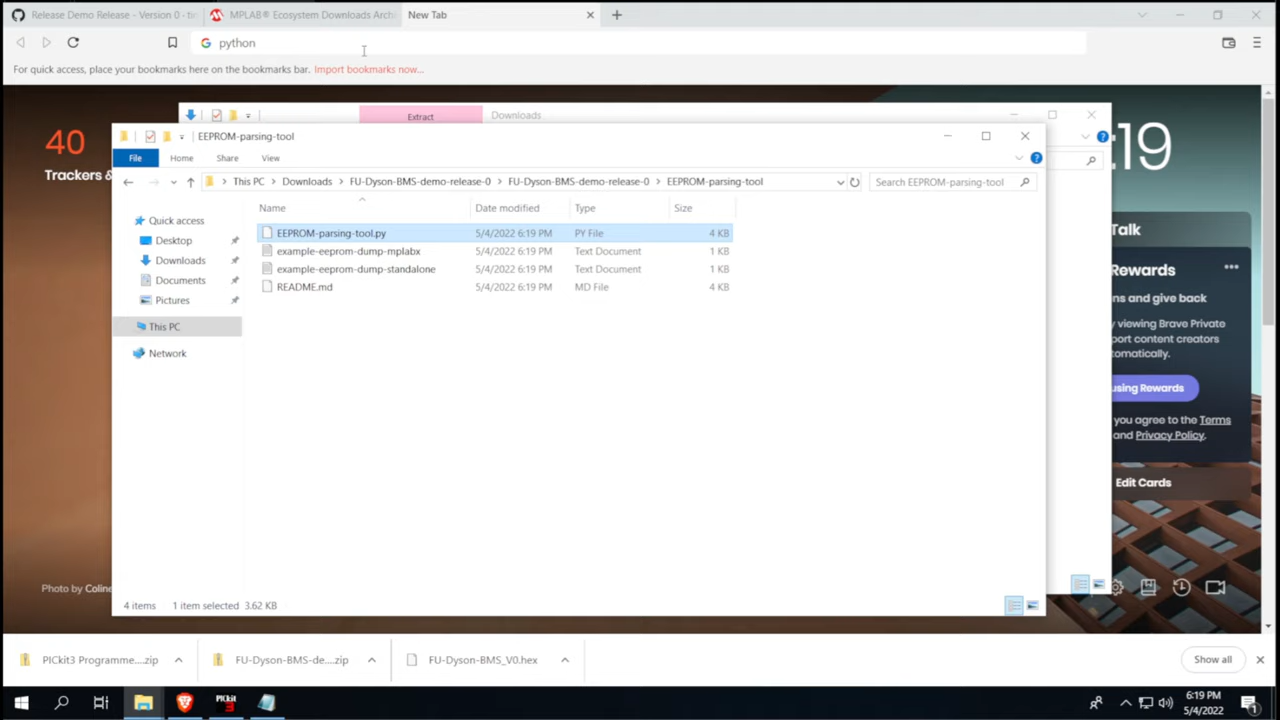 Release Demo Release - Version 0 - tin
MPLAB® Ecosystem Downloads Archi
New Tab
python
For quick access, place your bookmarks here on the bookmarks bar. Import bookmarks now...
40
Trackers &
:19
Extract
Downloads
EEPROM-parsing-tool
File
Home
Share
View
This PC > Downloads > FU-Dyson-BMS-demo-release-0 > FU-Dyson-BMS-demo-release-0 > EEPROM-parsing-tool
Search EEPROM-parsing-tool
Name
Date modified
Type
Size
Quick access
Desktop
Downloads
Documents
Pictures
This PC
Network
EEPROM-parsing-tool.py 5/4/2022 6:19 PM PY File 4 KB
example-eeprom-dump-mplabx 5/4/2022 6:19 PM Text Document 1 KB
example-eeprom-dump-standalone 5/4/2022 6:19 PM Text Document 1 KB
README.md 5/4/2022 6:19 PM MD File 4 KB
4 items
1 item selected 3.62 KB
Talk
Rewards
ns and give back
y viewing Brave Private
port content creators
tomatically.
using Rewards
you agree to the Terms
and Privacy Policy.
Edit Cards
Photo by Coline
PICkit3 Programme....zip
FU-Dyson-BMS-de....zip
FU-Dyson-BMS_V0.hex
Show all
PICkit
3
6:19 PM
5/4/2022
1